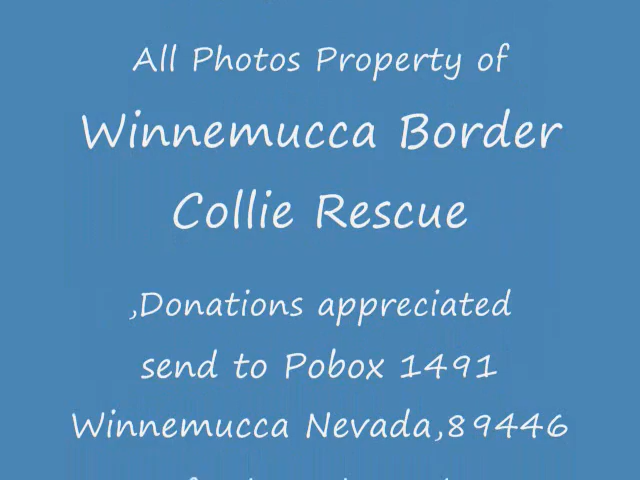 All Photos Property of
Winnemucca Border
Collie Rescue
,Donations appreciated
send to Pobox 1491
Winnemucca Nevada,89446